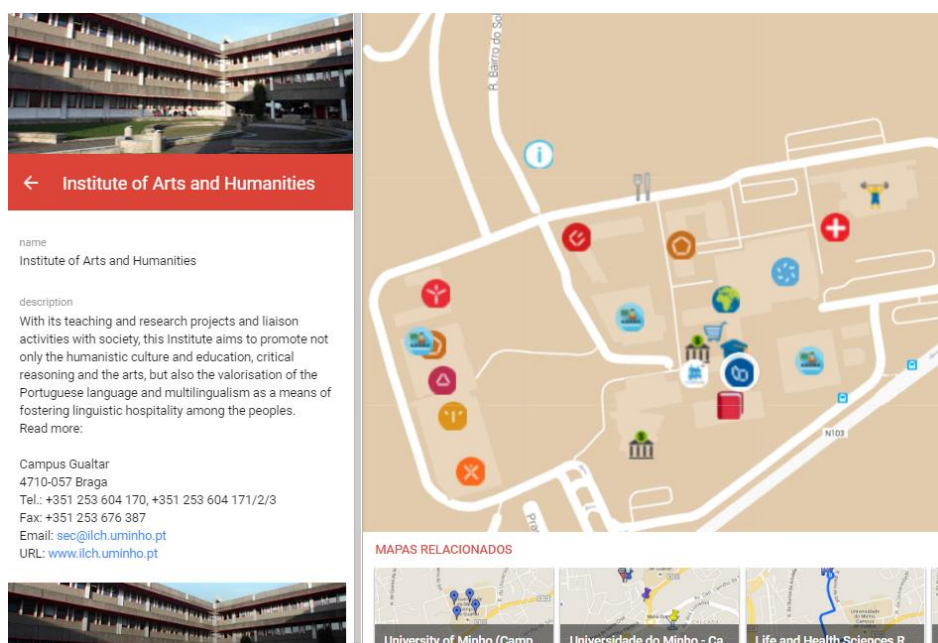 Institute of Arts and Humanities
name
Institute of Arts and Humanities
description
With its teaching and research projects and liaison
activities with society, this Institute aims to promote not
only the humanistic culture and education, critical
reasoning and the arts, but also the valorisation of the
Portuguese language and multilingualism as a means of
fostering linguistic hospitality among the peoples.
Read more:
Campus Gualtar
4710-057 Braga
Tel.: +351 253 604 170, +351 253 604 171/2/3
Fax: +351 253 676 387
Email: sec@ilch.uminho.pt
URL: www.ilch.uminho.pt
R. Bairro do Sol
N103
Pra
MAPAS RELACIONADOS
University of Minho (Camp
Universidade do Minho - Ca
Life and Health Sciences R